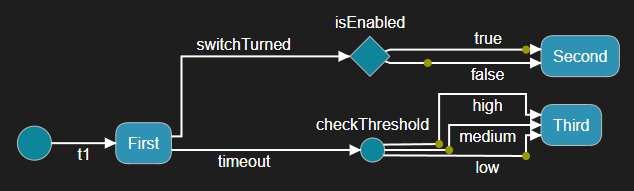 isEnabled
switchTurned
true
Second
false
high
checkThreshold
Third
First
medium
t1
timeout
low